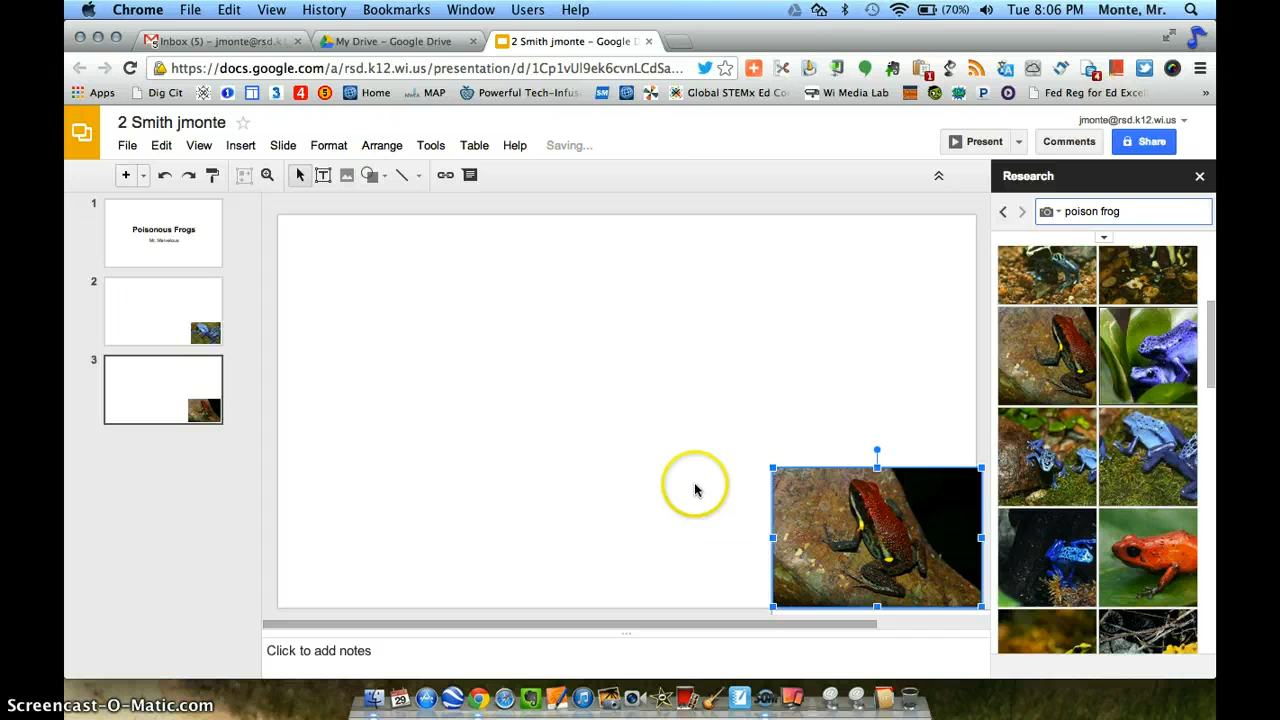 Chrome File Edit View History Bookmarks Window Users Help (70%) Tue 8:06 PM Monte, Mr.
Inbox (5) – jmonte@rsd.k12 My Drive – Google Drive 2 Smith jmonte – Google D
https://docs.google.com/a/rsd.k12.wi.us/presentation/d/1Cp1vUl9ek6cvnLCdSa...
Apps Dig Cit Home MAP Powerful Tech-Infus Global STEMx Ed Co Wi Media Lab Fed Reg for Ed Excel »
2 Smith jmonte
jmonte@rsd.k12.wi.us
File Edit View Insert Format Slide Arrange Tools Table Help Saving...
Present Comments Share
Research
poison frog
1
Poisonous Frogs
Mr. Marvelous
2
3
Click to add notes
Screencast-O-Matic.com